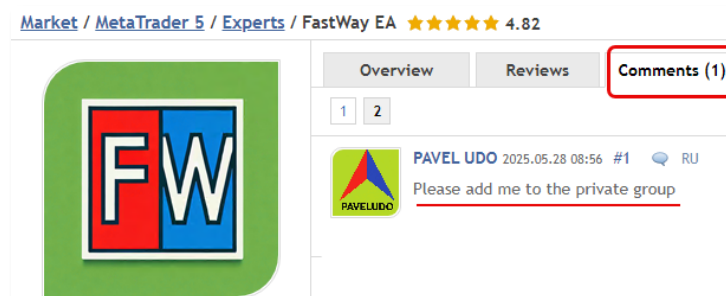 Market / MetaTrader 5 / Experts / FastWay EA 4.82
Overview Reviews Comments (1)
1 2
FW
PAVEL UDO 2025.05.28 08:56 #1 RU
Please add me to the private group
PAVELUDO